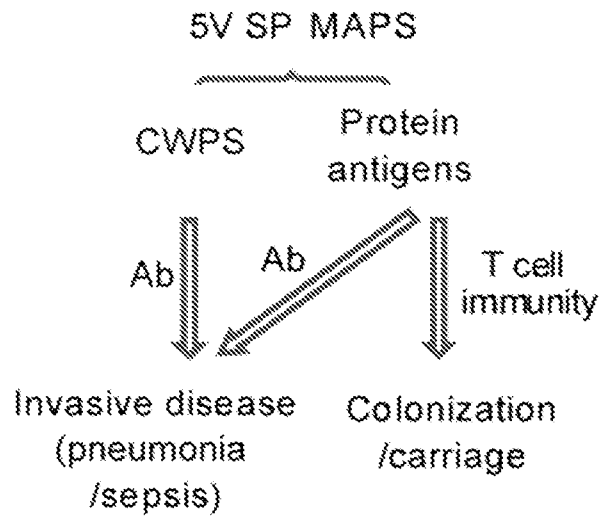 5V SP MAPS
CWPS
Protein
antigens
Ab
Ab
T cell
immunity
Invasive disease
(pneumonia
/sepsis)
Colonization
/carriage